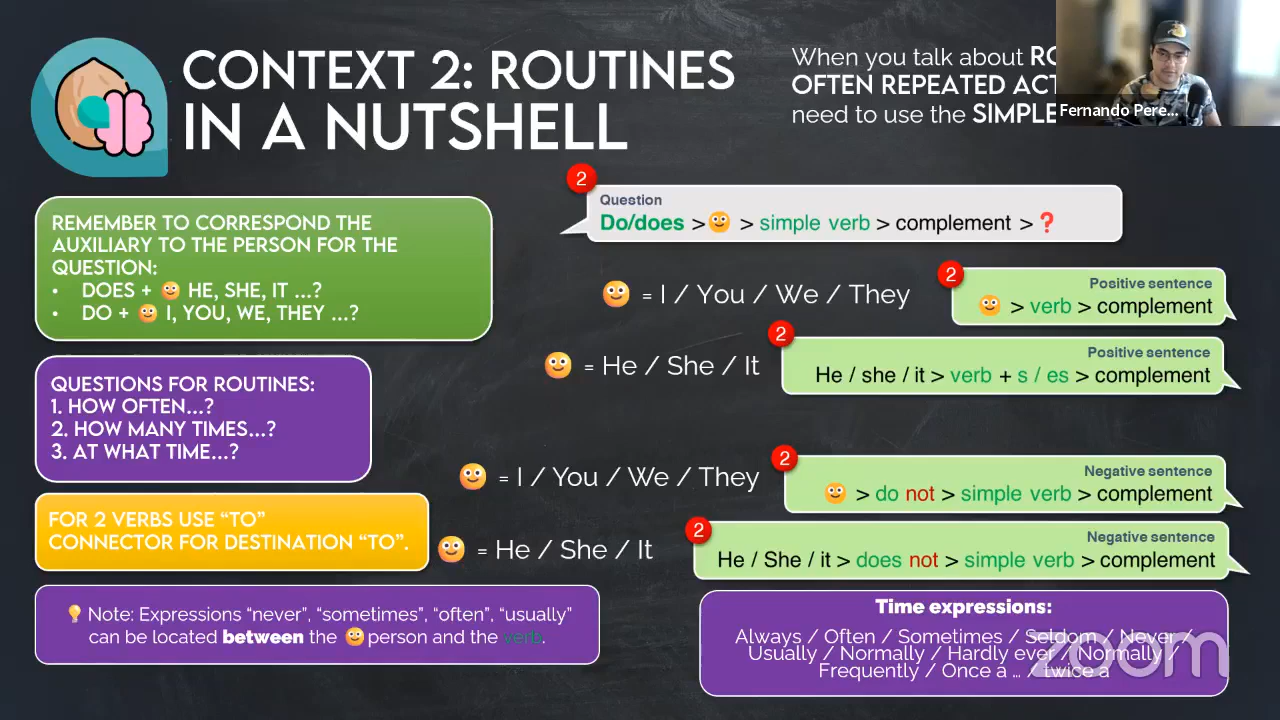 CONTEXT 2: ROUTINES
IN A NUTSHELL
When you talk about
OFTEN REPEATED
need to use the SIMPLE
Fernando Pere...
REMEMBER TO CORRESPOND THE
AUXILIARY TO THE PERSON FOR THE
QUESTION:
• DOES + HE, SHE, IT ...?
• DO + I, YOU, WE, THEY ...?
QUESTIONS FOR ROUTINES:
1. HOW OFTEN...?
2. HOW MANY TIMES...?
3. AT WHAT TIME...?
FOR 2 VERBS USE “TO”
CONNECTOR FOR DESTINATION “TO”.
Note: Expressions “never”, “sometimes”, “often”, “usually”
can be located between the person and the verb.
2
Question
Do/does > > simple verb > complement > ?
= I / You / We / They
2
Positive sentence
> verb > complement
= He / She / It
2
Positive sentence
He / she / it > verb + s / es > complement
= I / You / We / They
2
Negative sentence
> do not > simple verb > complement
= He / She / It
2
Negative sentence
He / She / it > does not > simple verb > complement
Time expressions:
Always / Often / Sometimes / Seldom / Never /
Usually / Normally / Hardly ever / Normally /
Frequently / Once a ... / twice a
zoom